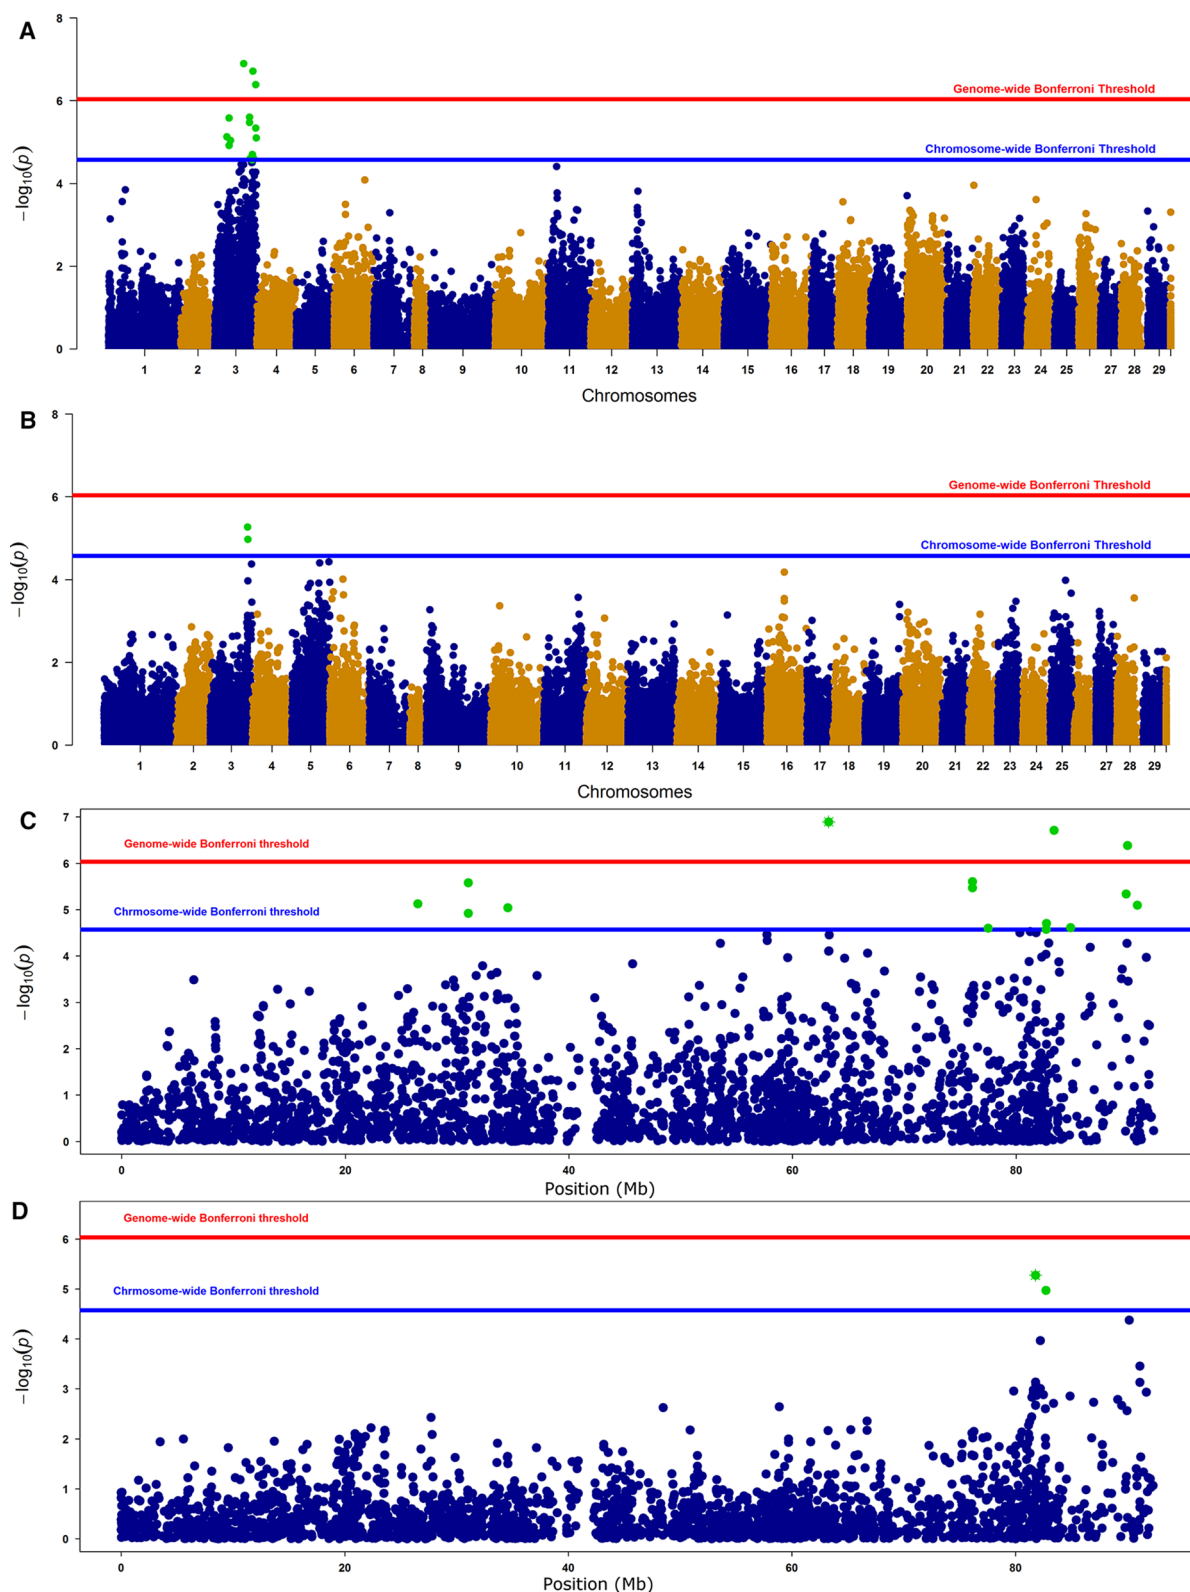 A
8
Genome-wide Bonferroni Threshold
6
Chromosome-wide Bonferroni Threshold
−log10(p)
4
2
0
1 2 3 4 5 6 7 8 9 10 11 12 13 14 15 16 17 18 19 20 21 22 23 24 25 27 28 29
Chromosomes
B
8
Genome-wide Bonferroni Threshold
6
Chromosome-wide Bonferroni Threshold
−log10(p)
4
2
0
1 2 3 4 5 6 7 8 9 10 11 12 13 14 15 16 18 19 20 21 22 23 24 25 27 28 29
Chromosomes
C
7
Genome-wide Bonferroni threshold
6
Chrmosome-wide Bonferroni threshold
5
4
−log10(p)
3
2
1
0
0 20 40 60 80
Position (Mb)
D
Genome-wide Bonferroni threshold
6
Chrmosome-wide Bonferroni threshold
5
4
−log10(p)
3
2
1
0
0 20 40 60 80
Position (Mb)